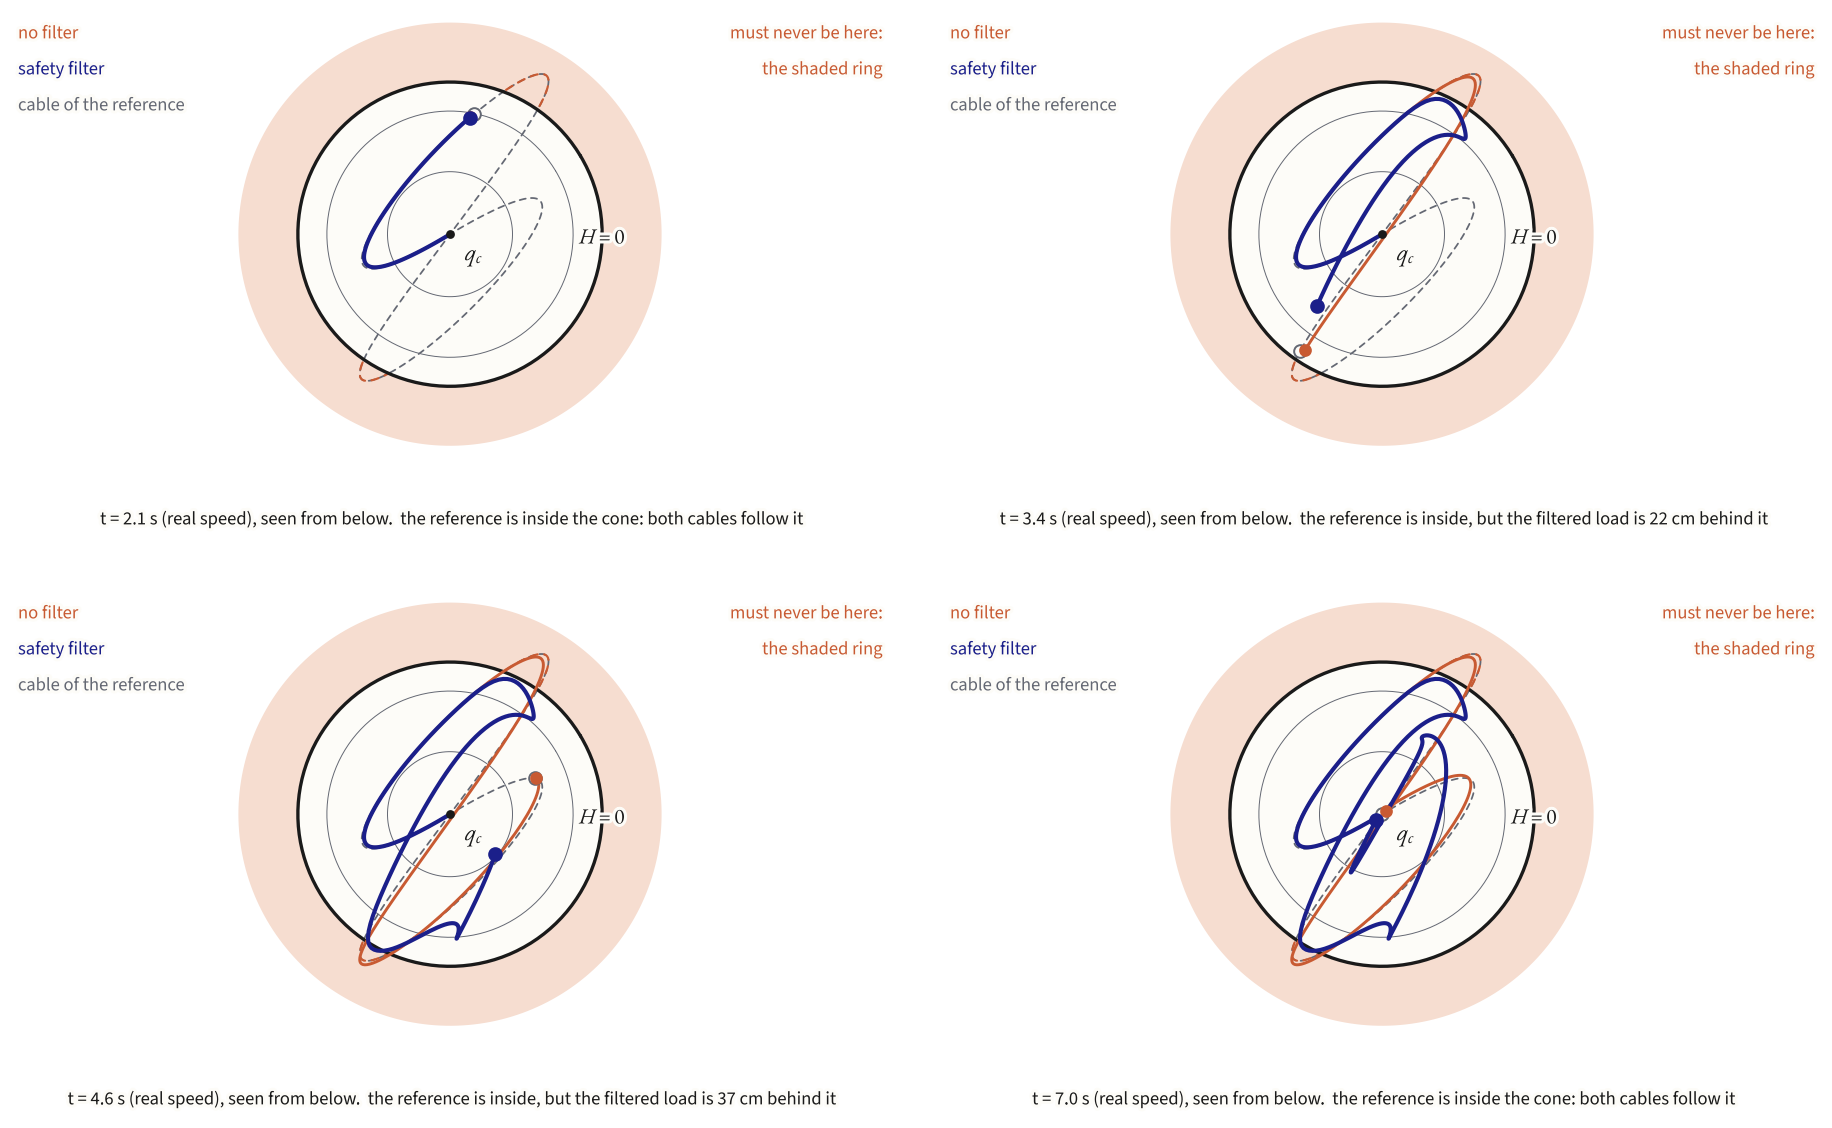 no filter
safety filter
cable of the reference
must never be here:
the shaded ring
H = 0
q_c
t = 2.1 s (real speed), seen from below.  the reference is inside the cone: both cables follow it
no filter
safety filter
cable of the reference
must never be here:
the shaded ring
H = 0
q_c
t = 3.4 s (real speed), seen from below.  the reference is inside, but the filtered load is 22 cm behind it
no filter
safety filter
cable of the reference
must never be here:
the shaded ring
H = 0
q_c
t = 4.6 s (real speed), seen from below.  the reference is inside, but the filtered load is 37 cm behind it
no filter
safety filter
cable of the reference
must never be here:
the shaded ring
H = 0
q_c
t = 7.0 s (real speed), seen from below.  the reference is inside the cone: both cables follow it